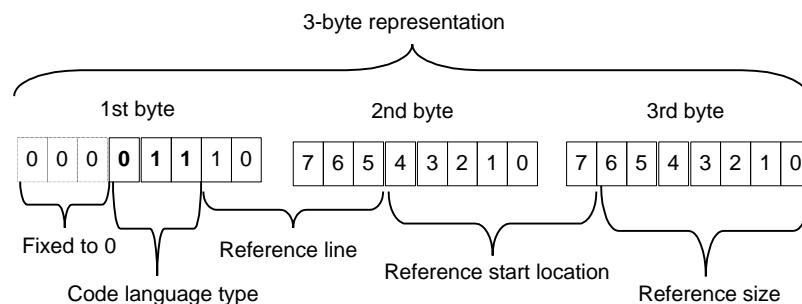 3-byte representation
1st byte 2nd byte 3rd byte
0 0 0 0 1 1 1 0 7 6 5 4 3 2 1 0 7 6 5 4 3 2 1 0
Fixed to 0 Reference line
Reference start location
Code language type Reference size